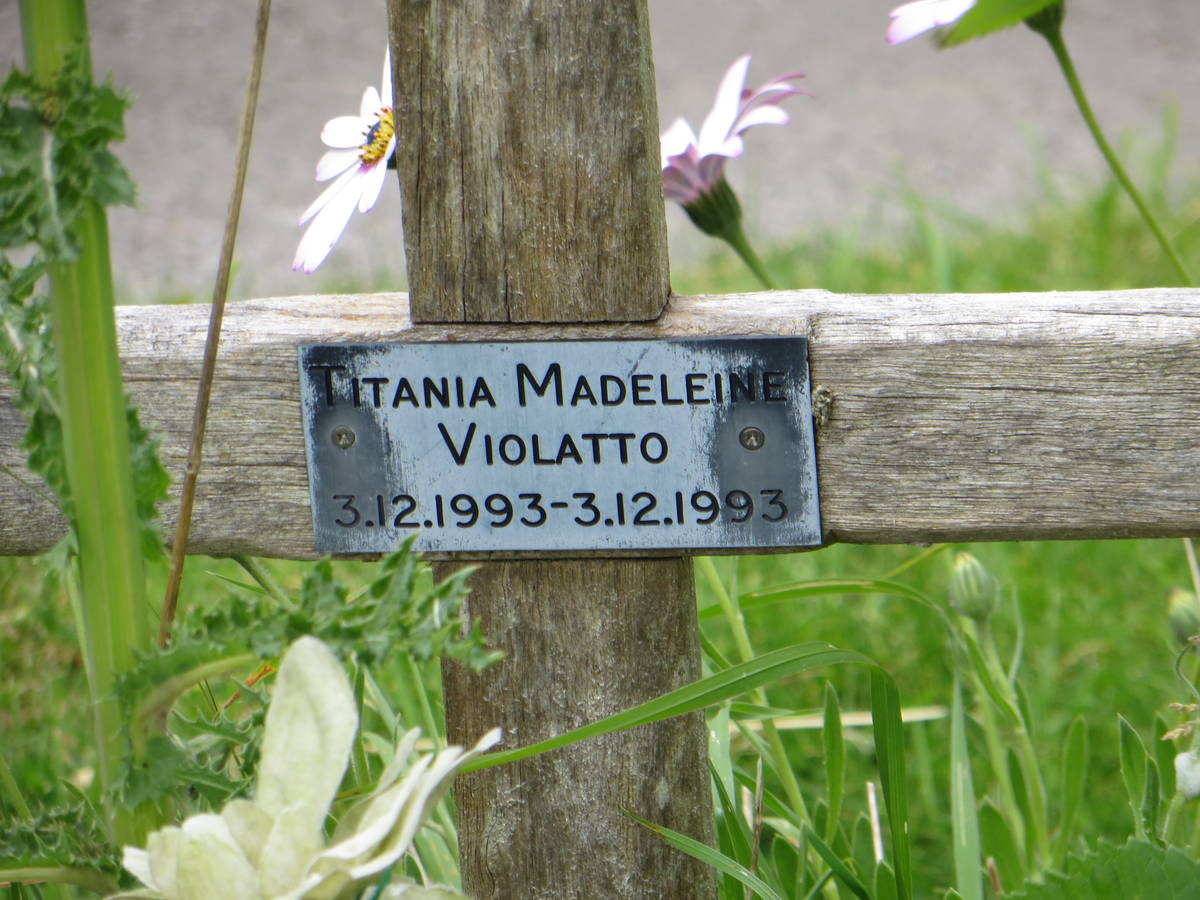 Titania Madeleine
Violatto
3.12.1993-3.12.1993